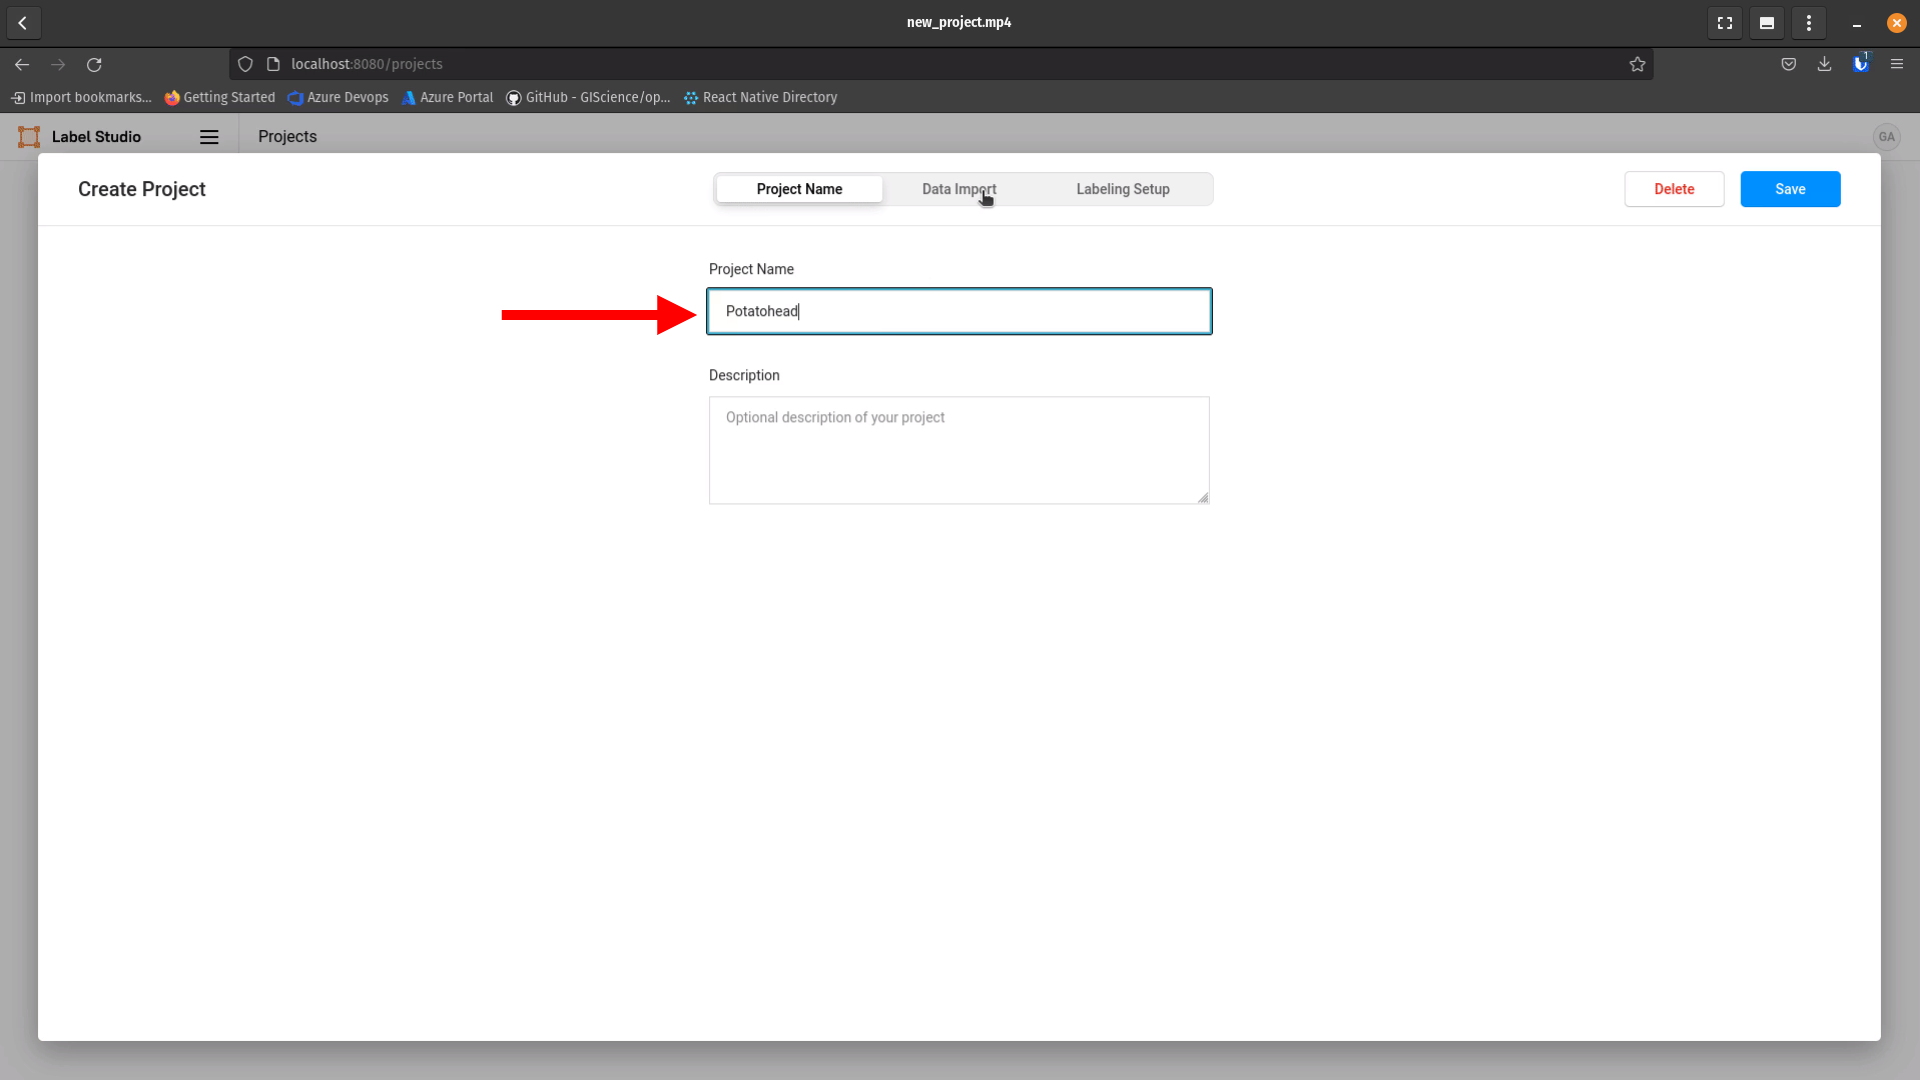 new_project.mp4
localhost:8080/projects
Import bookmarks... Getting Started Azure Devops Azure Portal GitHub - GIScience/op... React Native Directory
Label Studio Projects GA
Create Project Project Name Data Import Labeling Setup Delete Save
Project Name
Potatohead
Description
Optional description of your project